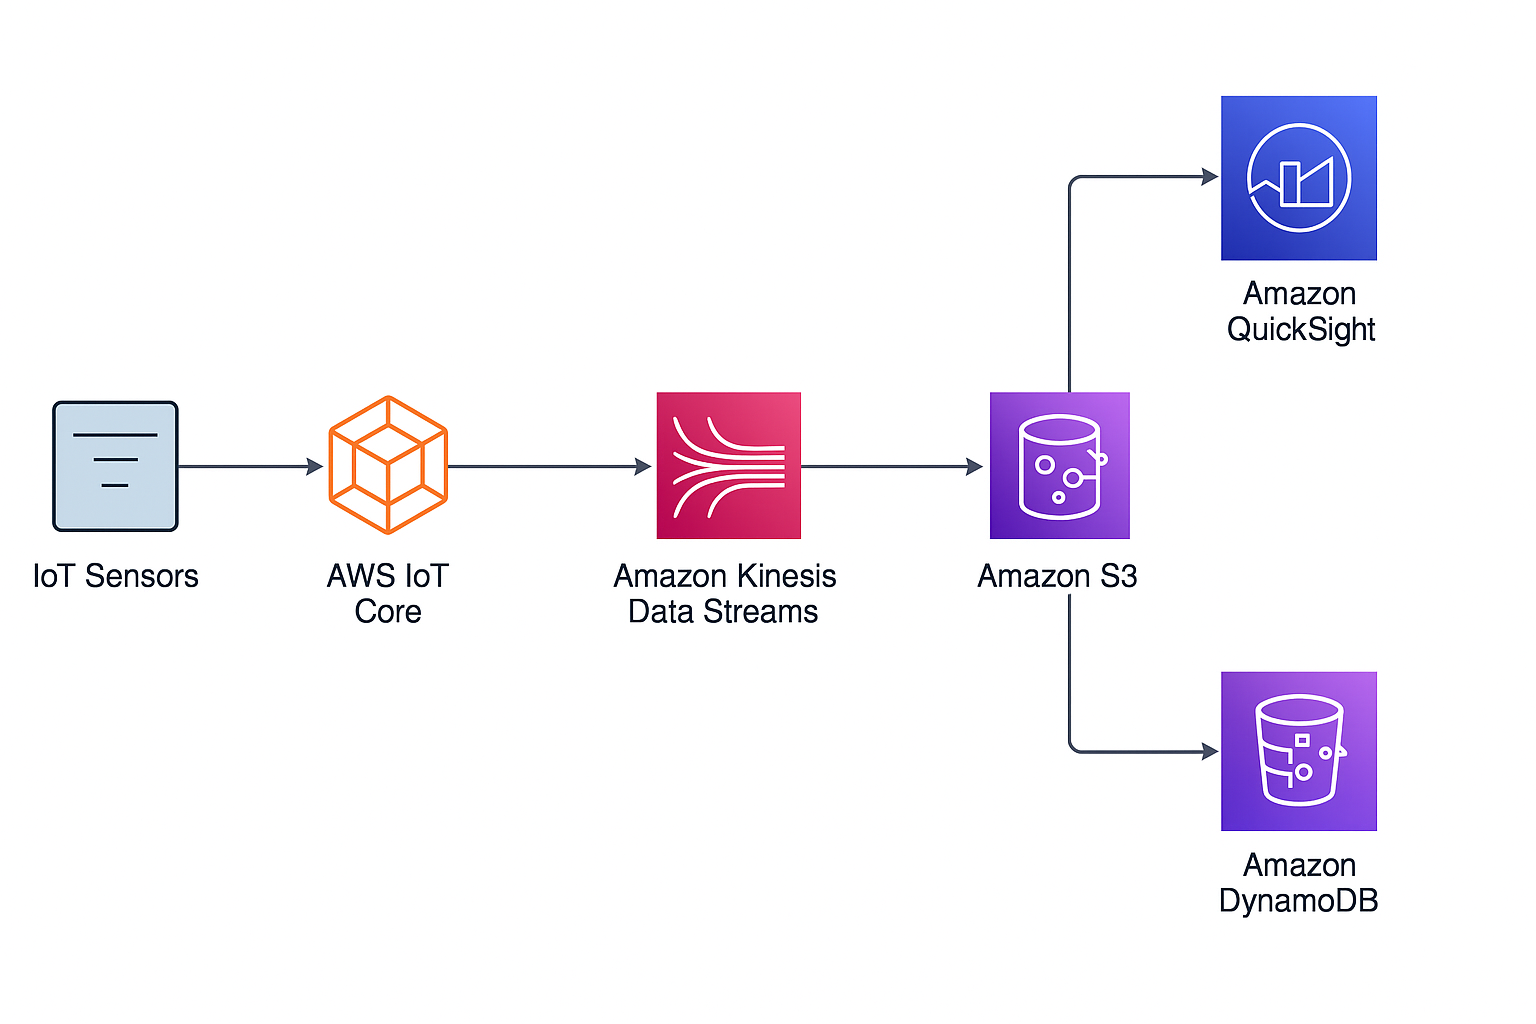 IoT Sensors
AWS IoT
Core
Amazon Kinesis
Data Streams
Amazon S3
Amazon
QuickSight
Amazon
DynamoDB